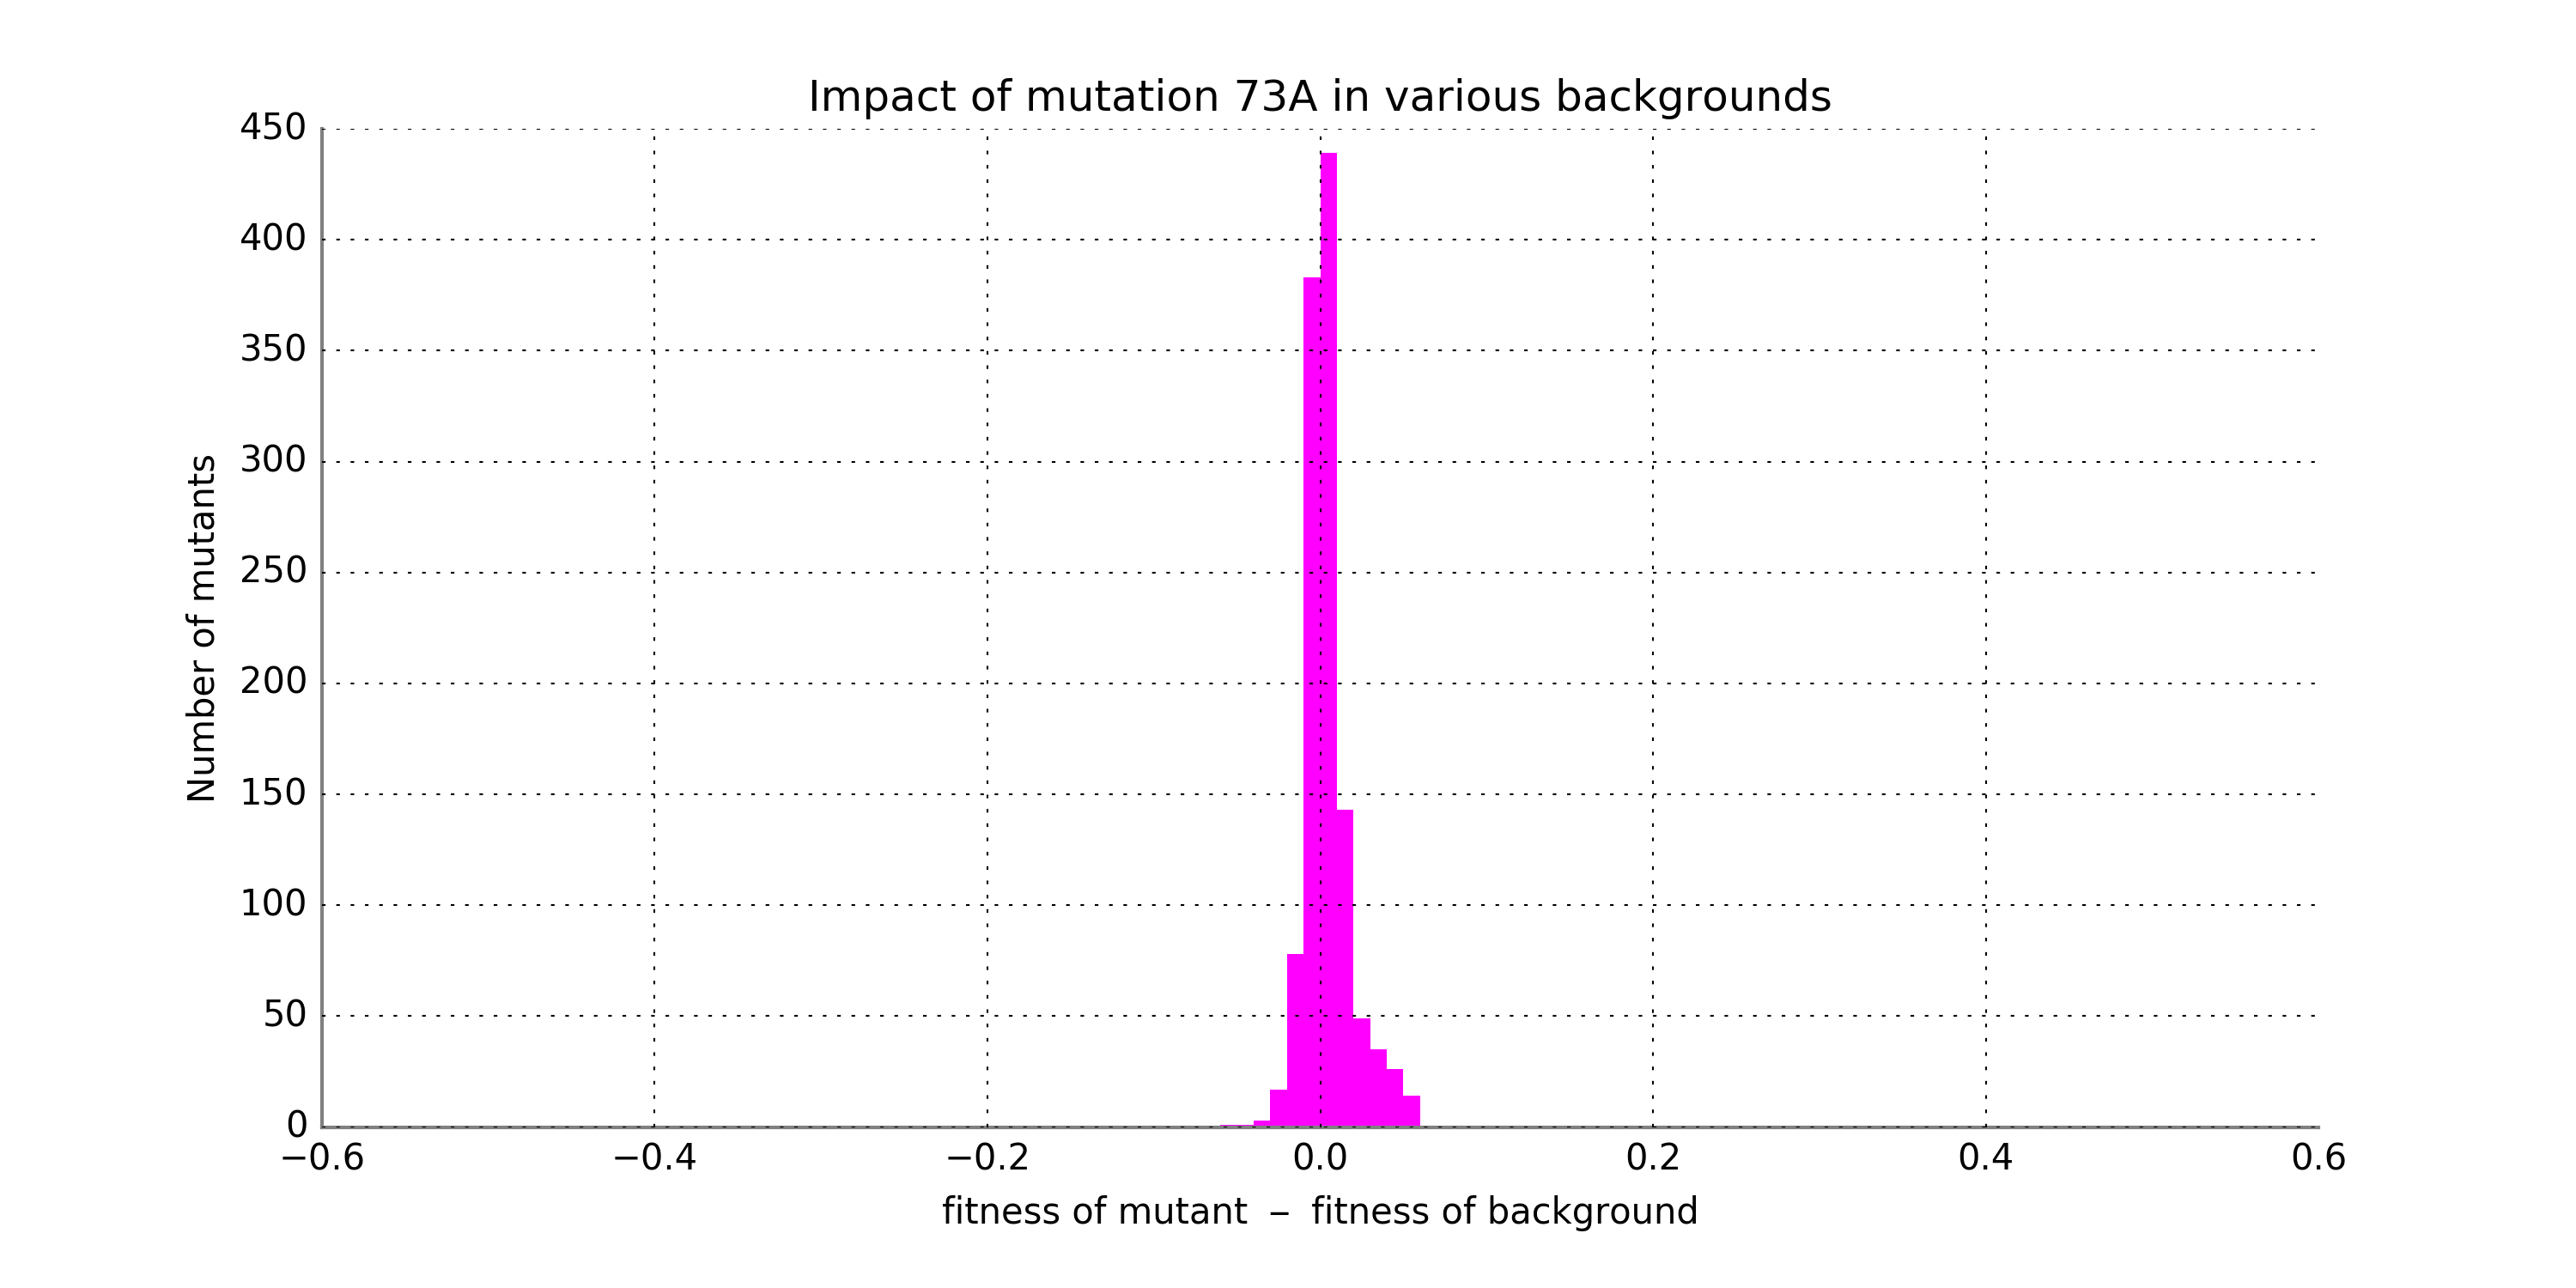 Impact of mutation 73A in various backgrounds
450
400
350
300
250
200
150
100
50
0
Number of mutants
−0.6 −0.4 −0.2 0.0 0.2 0.4 0.6
fitness of mutant − fitness of background